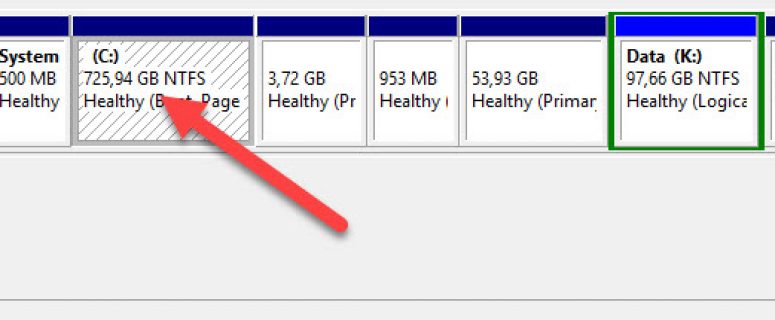 System
500 MB
Healthy
(C:)
725,94 GB NTFS
Healthy (Boot, Page
3,72 GB
Healthy (Pr
953 MB
Healthy (
53,93 GB
Healthy (Primar
Data (K:)
97,66 GB NTFS
Healthy (Logica